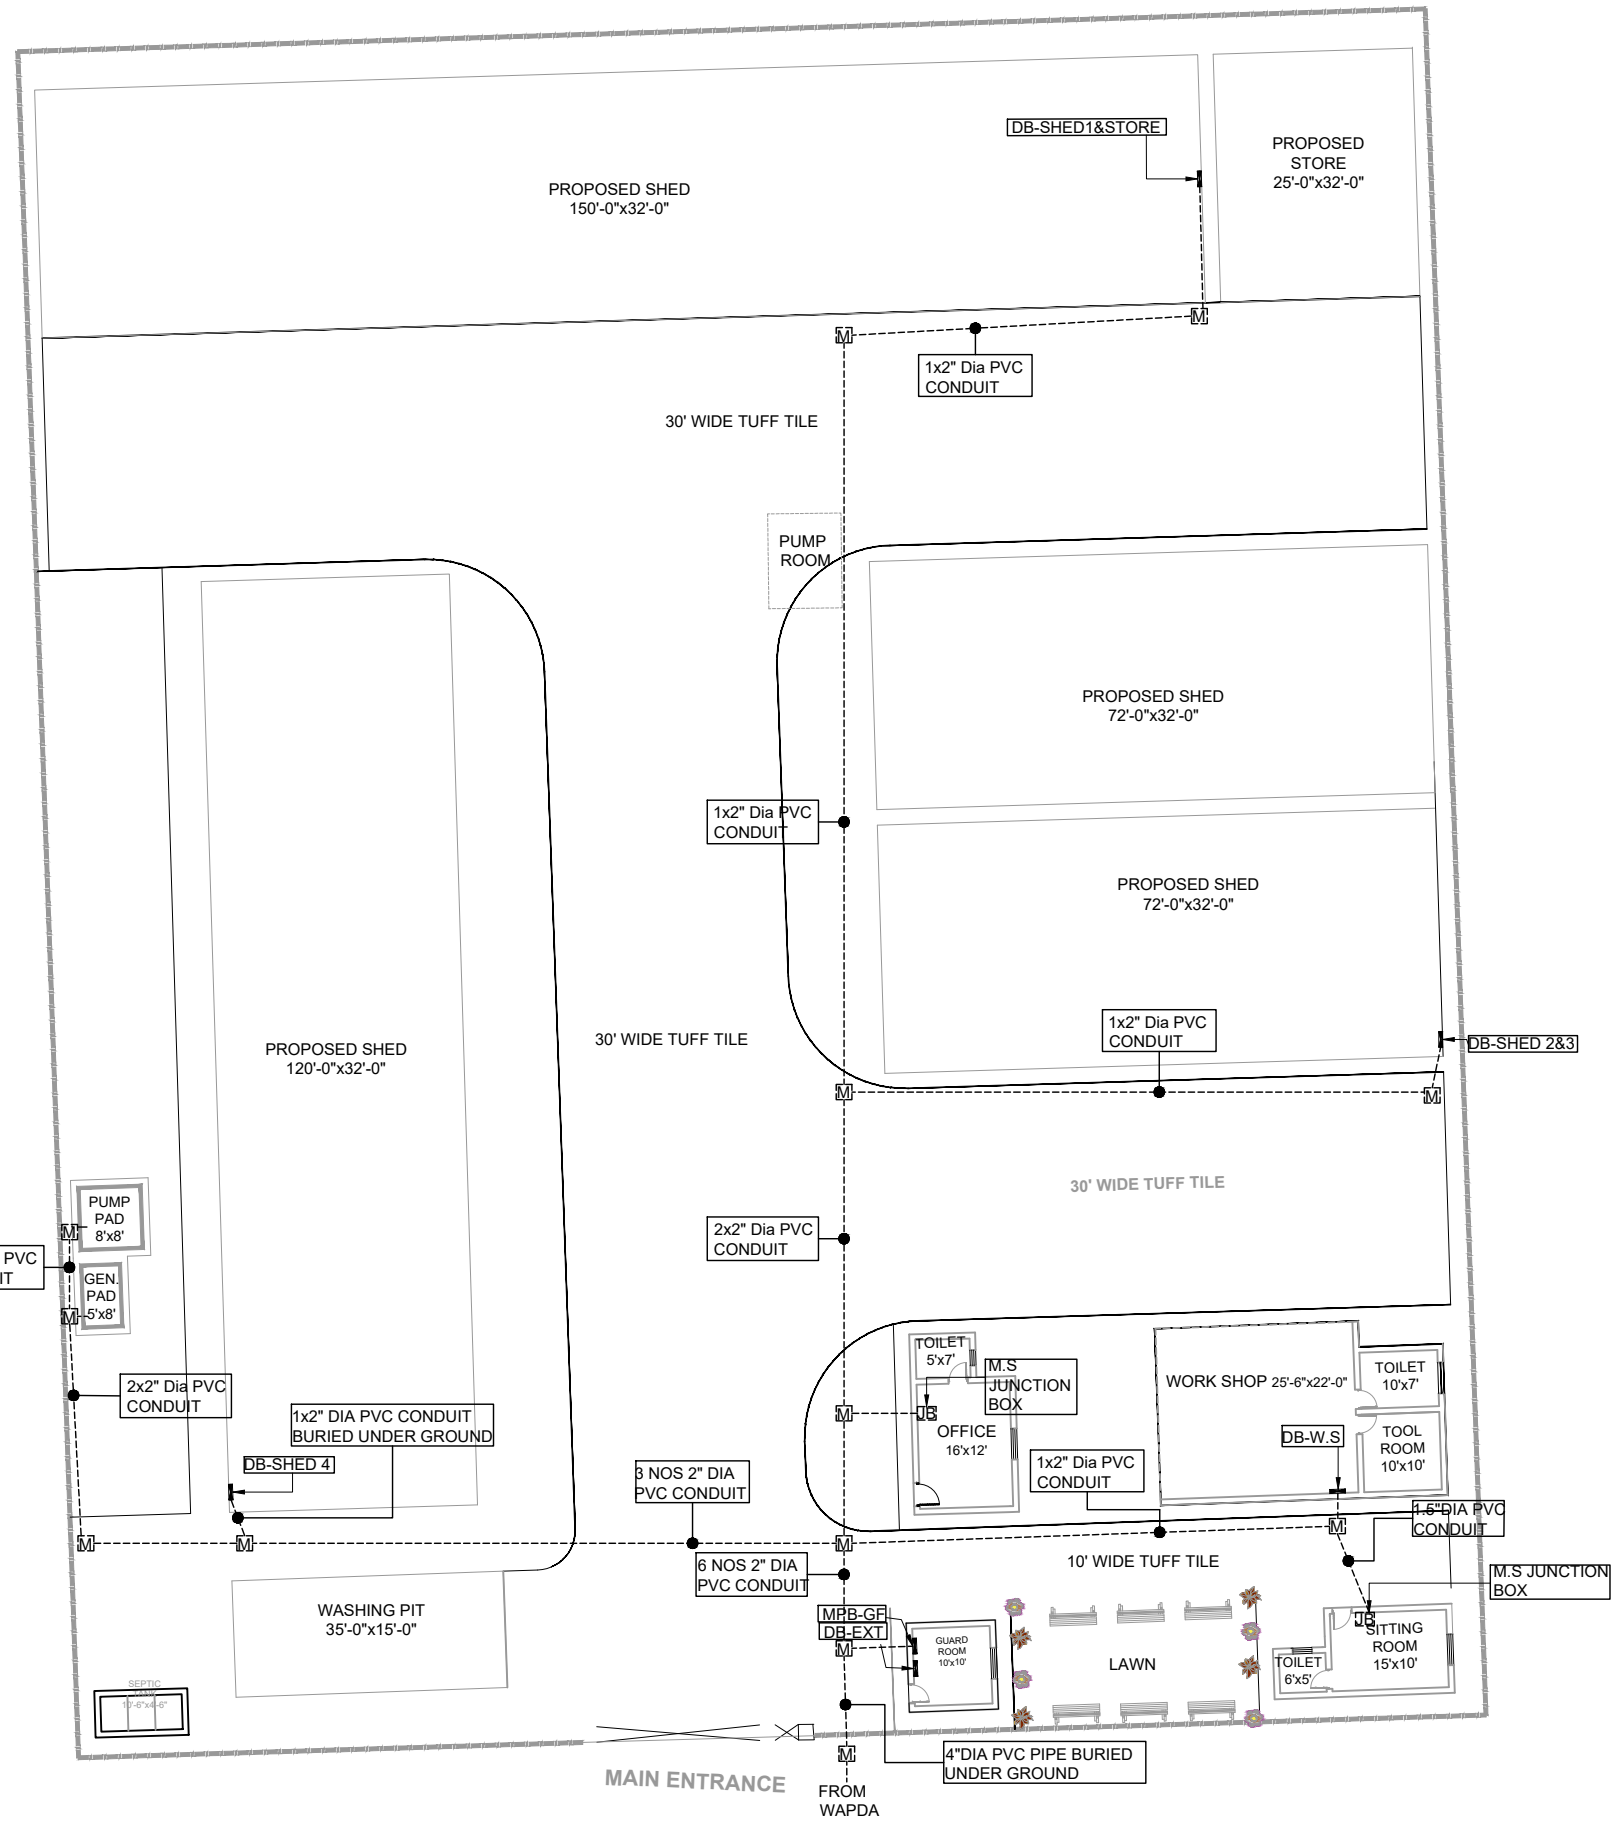 DB-SHED1&STORE
PROPOSED
STORE
25'-0"x32'-0"
PROPOSED SHED
150'-0"x32'-0"
M
M
1x2" Dia PVC
CONDUIT
30' WIDE TUFF TILE
PUMP
ROOM
PROPOSED SHED
72'-0"x32'-0"
1x2" Dia PVC
CONDUIT
PROPOSED SHED
72'-0"x32'-0"
1x2" Dia PVC
CONDUIT
DB-SHED 2&3
30' WIDE TUFF TILE
PROPOSED SHED
120'-0"x32'-0"
M
M
30' WIDE TUFF TILE
PUMP
PAD
8'x8'
M
2x2" Dia PVC
CONDUIT
PVC
IT
GEN.
PAD
5'x8'
M
2x2" Dia PVC
CONDUIT
1x2" DIA PVC CONDUIT
BURIED UNDER GROUND
DB-SHED 4
TOILET
5'x7'
M.S
JUNCTION
BOX
M
JB
OFFICE
16'x12'
WORK SHOP 25'-6"x22'-0"
TOILET
10'x7'
TOOL
ROOM
10'x10'
DB-W.S
1x2" Dia PVC
CONDUIT
3 NOS 2" DIA
PVC CONDUIT
1.5"DIA PVC
CONDUIT
M
M
M
M
6 NOS 2" DIA
PVC CONDUIT
10' WIDE TUFF TILE
M.S JUNCTION
BOX
WASHING PIT
35'-0"x15'-0"
MPB-GF
DB-EXT
M
GUARD
ROOM
10'x10'
LAWN
JB
SITTING
ROOM
15'x10'
TOILET
6'x5'
SEPTIC
TANK
10'-6"x4'-6"
4"DIA PVC PIPE BURIED
UNDER GROUND
M
MAIN ENTRANCE
FROM
WAPDA